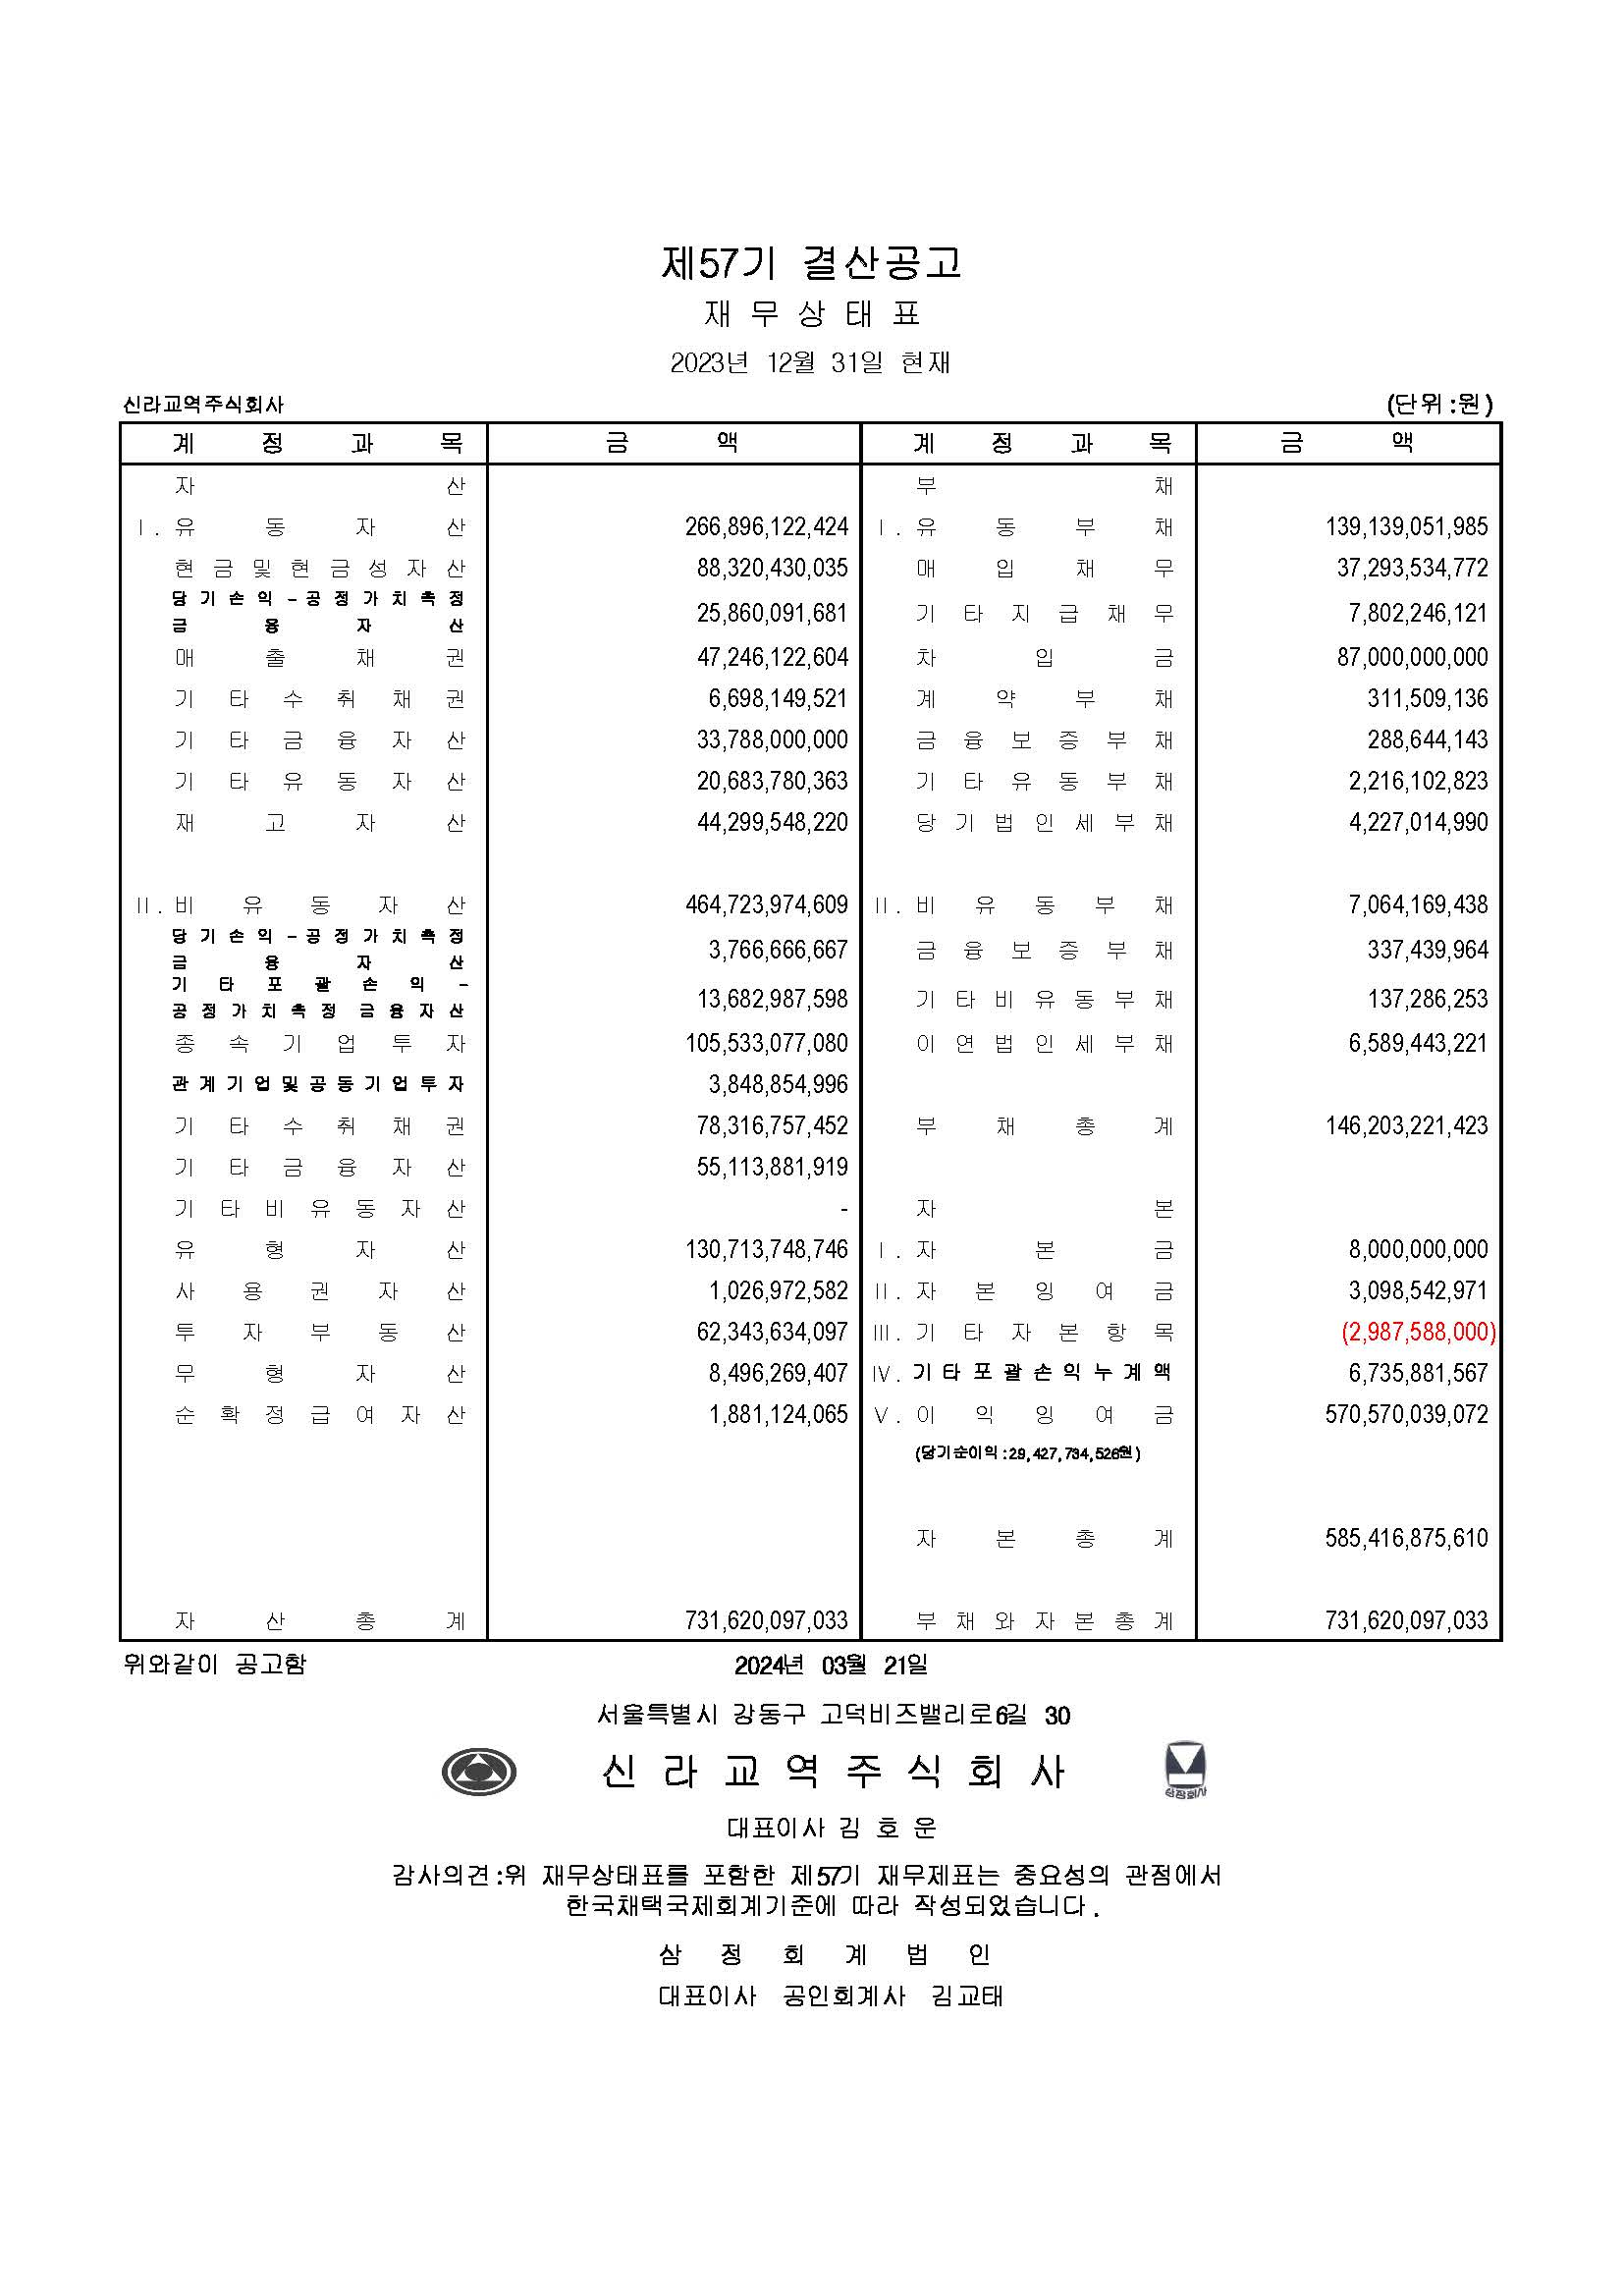 제57기 결산공고
재 무 상 태 표
2023년 12월 31일 현재
신라교역주식회사 (단위:원)
계 정 과 목 금 액 계 정 과 목 금 액
자 산 부 채
Ⅰ. 유 동 자 산 266,896,122,424 Ⅰ. 유 동 부 채 139,139,051,985
현 금 및 현 금 성 자 산 88,320,430,035 매 입 채 무 37,293,534,772
당 기 손 익 - 공 정 가 치 측 정
금 융 자 산 25,860,091,681 기 타 지 급 채 무 7,802,246,121
매 출 채 권 47,246,122,604 차 입 금 87,000,000,000
기 타 수 취 채 권 6,698,149,521 계 약 부 채 311,509,136
기 타 금 융 자 산 33,788,000,000 금 융 보 증 부 채 288,644,143
기 타 유 동 자 산 20,683,780,363 기 타 유 동 부 채 2,216,102,823
재 고 자 산 44,299,548,220 당 기 법 인 세 부 채 4,227,014,990
Ⅱ. 비 유 동 자 산 464,723,974,609 Ⅱ. 비 유 동 부 채 7,064,169,438
당 기 손 익 - 공 정 가 치 측 정
금 융 자 산 3,766,666,667 금 융 보 증 부 채 337,439,964
기 타 포 괄 손 익 -
공 정 가 치 측 정 금 융 자 산 13,682,987,598 기 타 비 유 동 부 채 137,286,253
종 속 기 업 투 자 105,533,077,080 이 연 법 인 세 부 채 6,589,443,221
관 계 기 업 및 공 동 기 업 투 자 3,848,854,996
기 타 수 취 채 권 78,316,757,452 부 채 총 계 146,203,221,423
기 타 금 융 자 산 55,113,881,919
기 타 비 유 동 자 산 - 자 본
유 형 자 산 130,713,748,746 Ⅰ. 자 본 금 8,000,000,000
사 용 권 자 산 1,026,972,582 Ⅱ. 자 본 잉 여 금 3,098,542,971
투 자 부 동 산 62,343,634,097 Ⅲ. 기 타 자 본 항 목 (2,987,588,000)
무 형 자 산 8,496,269,407 Ⅳ. 기 타 포 괄 손 익 누 계 액 6,735,881,567
순 확 정 급 여 자 산 1,881,124,065 Ⅴ. 이 익 잉 여 금 570,570,039,072
(당기순이익:29,427,734,526원)
자 본 총 계 585,416,875,610
자 산 총 계 731,620,097,033 부 채 와 자 본 총 계 731,620,097,033
위와같이 공고함 2024년 03월 21일
서울특별시 강동구 고덕비즈밸리로6길 30
신 라 교 역 주 식 회 사
삼정회사
대표이사 김 호 운
감사의견:위 재무상태표를 포함한 제57기 재무제표는 중요성의 관점에서
한국채택국제회계기준에 따라 작성되었습니다.
삼 정 회 계 법 인
대표이사 공인회계사 김교태